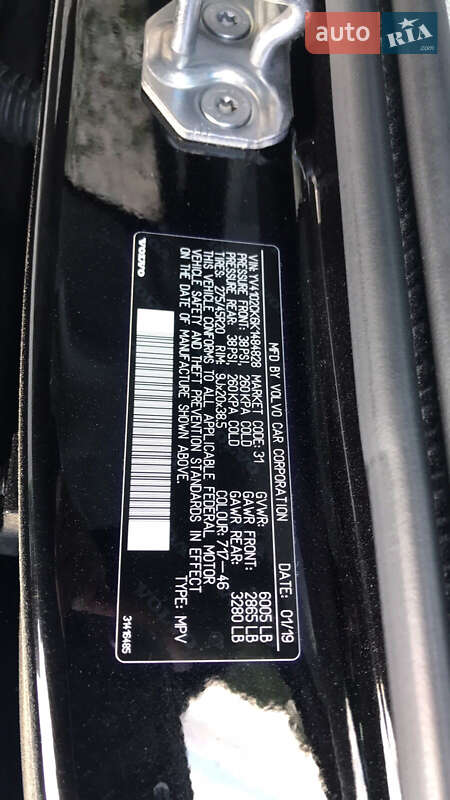 auto RIA.com
MFD BY VOLVO CAR CORPORATION DATE: 01/19
VIN: YV4102CK6K1484828 MARKET CODE: 31 GVWR: 6005 LB
PRESSURE FRONT: 38PSI, 260KPA COLD GAWR FRONT: 2865 LB
PRESSURE REAR: 38PSI, 260KPA COLD GAWR REAR: 3280 LB
TIRES: 275/45R20 RIM: 9JX20X38.5 COLOUR: 717-46
THIS VEHICLE CONFORMS TO ALL APPLICABLE FEDERAL MOTOR
VEHICLE SAFETY AND THEFT PREVENTION STANDARDS IN EFFECT
ON THE DATE OF MANUFACTURE SHOWN ABOVE. TYPE: MPV
VOLVO 31416485